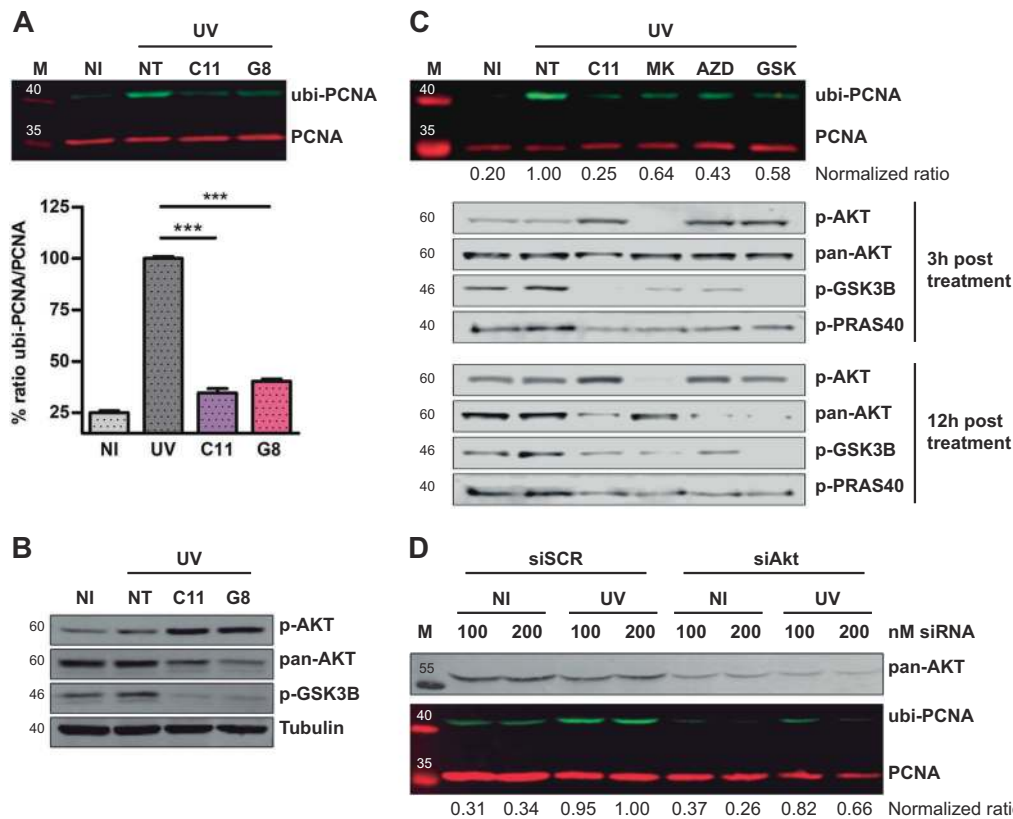 A
UV
M NI NT C11 G8
40
ubi-PCNA
35
PCNA
% ratio ubi-PCNA/PCNA
***
***
100
75
50
25
NI UV C11 G8
B
UV
NI NT C11 G8
60 p-AKT
60 pan-AKT
46 p-GSK3B
40 Tubulin
C
UV
M NI NT C11 MK AZD GSK
40 ubi-PCNA
35 PCNA
0.20 1.00 0.25 0.64 0.43 0.58 Normalized ratio
60 p-AKT
60 pan-AKT
46 p-GSK3B
40 p-PRAS40
3h post
treatment
60 p-AKT
60 pan-AKT
46 p-GSK3B
40 p-PRAS40
12h post
treatment
D
siSCR siAkt
NI UV NI UV
M 100 200 100 200 100 200 100 200 nM siRNA
55 pan-AKT
40 ubi-PCNA
35 PCNA
0.31 0.34 0.95 1.00 0.37 0.26 0.82 0.66 Normalized ratio